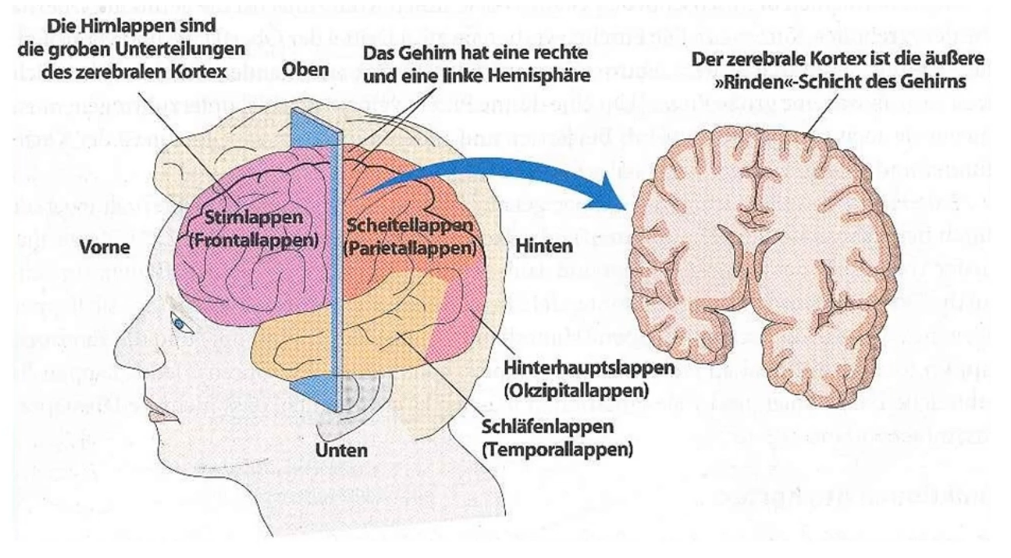 Die Hirnlappen sind
die groben Unterteilungen
des zerebralen Kortex
Oben
Das Gehirn hat eine rechte
und eine linke Hemisphäre
Der zerebrale Kortex ist die äußere
»Rinden«-Schicht des Gehirns
Stirnlappen
(Frontallappen)
Scheitellappen
(Parietallappen)
Vorne
Hinten
Hinterhauptslappen
(Okzipitallappen)
Schläfenlappen
(Temporallappen)
Unten